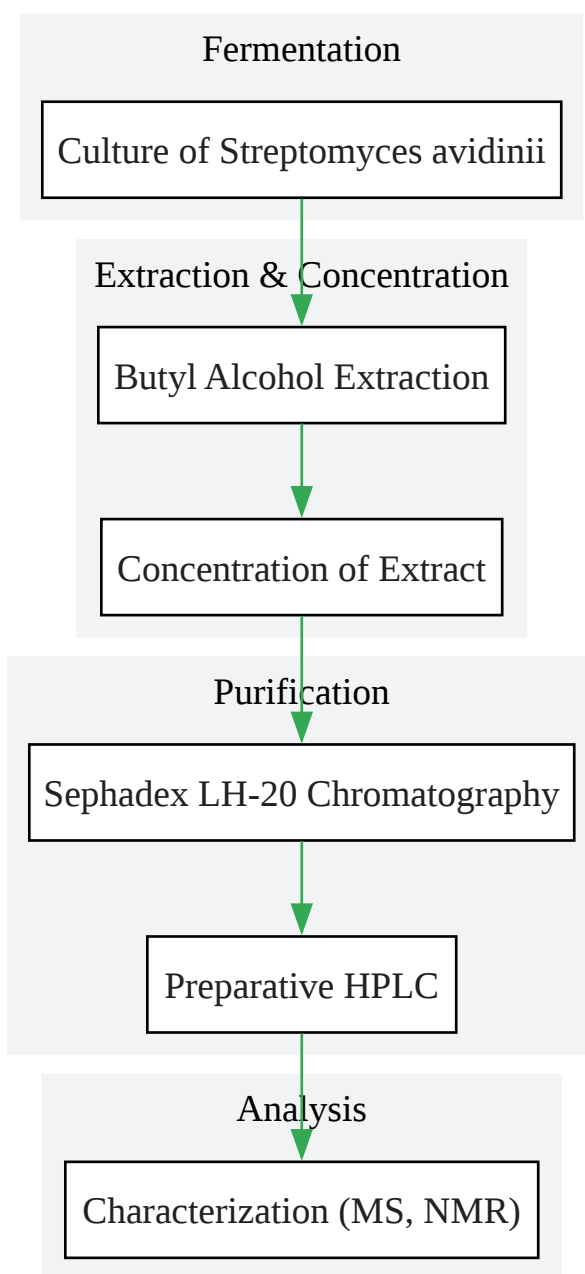 Fermentation
Culture of Streptomyces avidinii
Extraction & Concentration
Butyl Alcohol Extraction
Concentration of Extract
Purification
Sephadex LH-20 Chromatography
Preparative HPLC
Analysis
Characterization (MS, NMR)